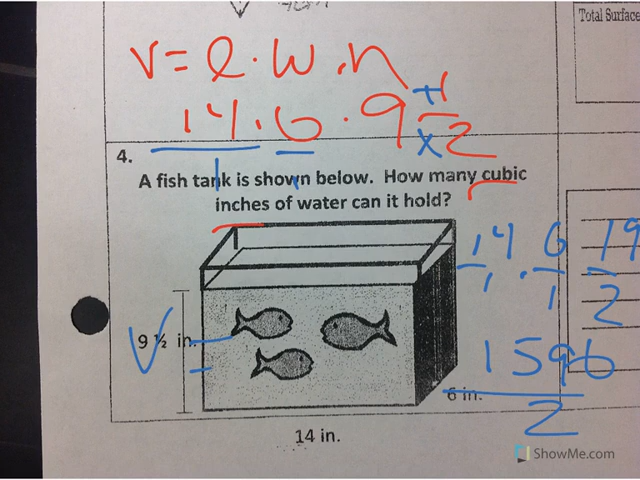 Total Surface
V = l · w · h
14 · 6 · 9 + 1
x 2
4.
A fish tank is shown below. How many cubic
inches of water can it hold?
14 6 19
1 · 1 2
9 ½ in.
1596
2
6 in.
14 in.
ShowMe.com